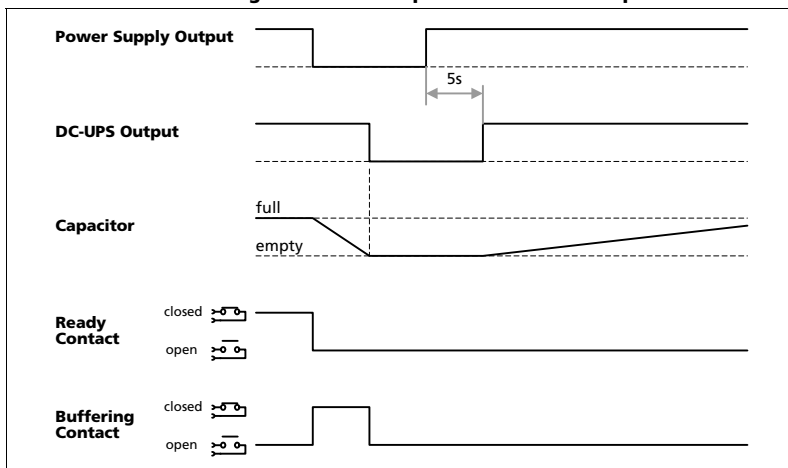 Power Supply Output
5s
DC-UPS Output
full
Capacitor
empty
closed
Ready
Contact
open
closed
Buffering
Contact
open